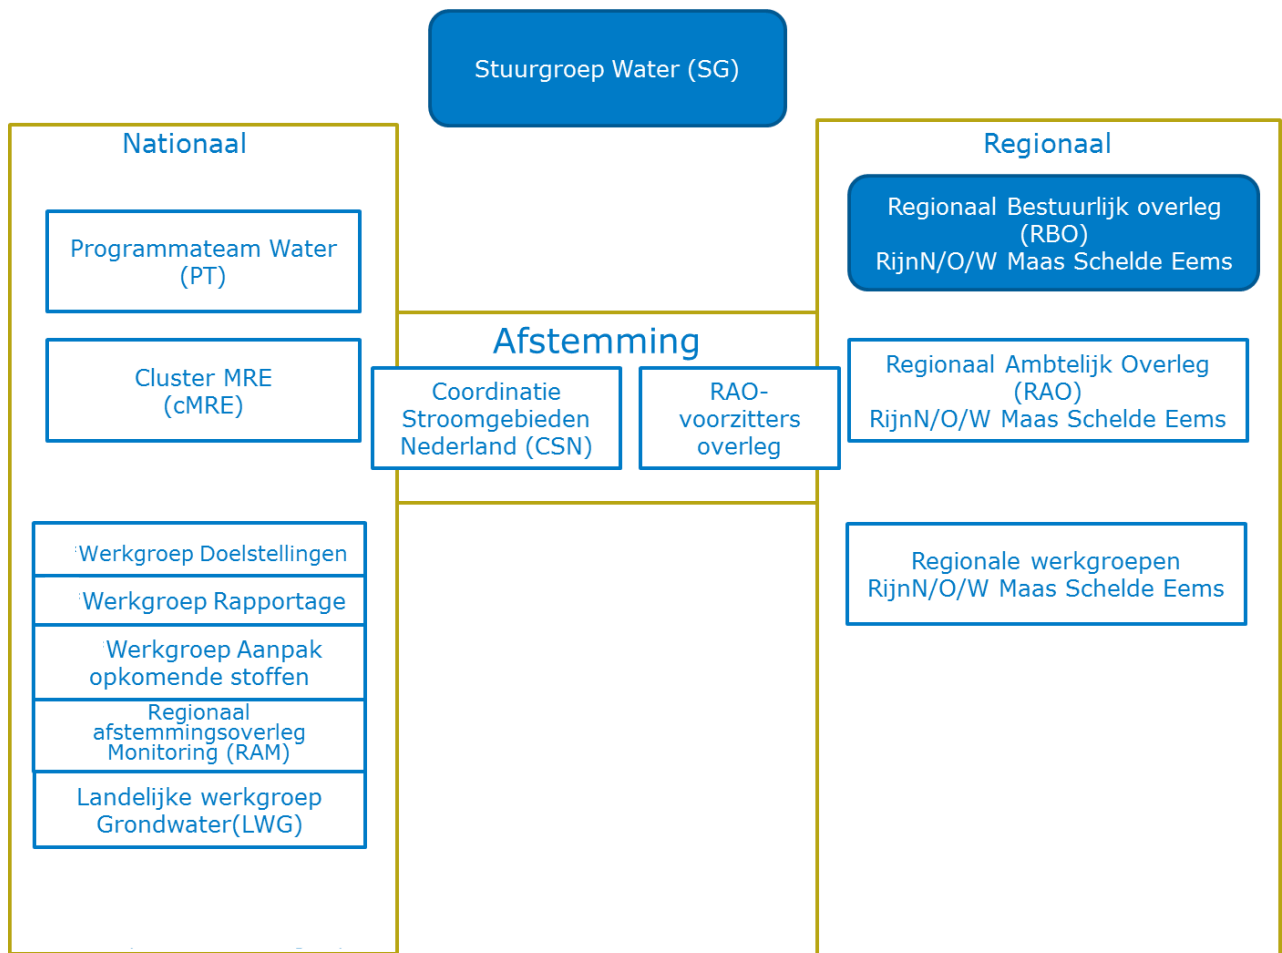 Stuurgroep Water (SG)
Nationaal
Programmateam Water
(PT)
Cluster MRE
(cMRE)
Werkgroep Doelstellingen
Werkgroep Rapportage
Werkgroep Aanpak
opkomende stoffen
Regionaal
afstemmingsoverleg
Monitoring (RAM)
Landelijke werkgroep
Grondwater(LWG)
Afstemming
Coordinatie
Stroomgebieden
Nederland (CSN)
RAO-
voorzitters
overleg
Regionaal
Regionaal Bestuurlijk overleg
(RBO)
RijnN/O/W Maas Schelde Eems
Regionaal Ambtelijk Overleg
(RAO)
RijnN/O/W Maas Schelde Eems
Regionale werkgroepen
RijnN/O/W Maas Schelde Eems